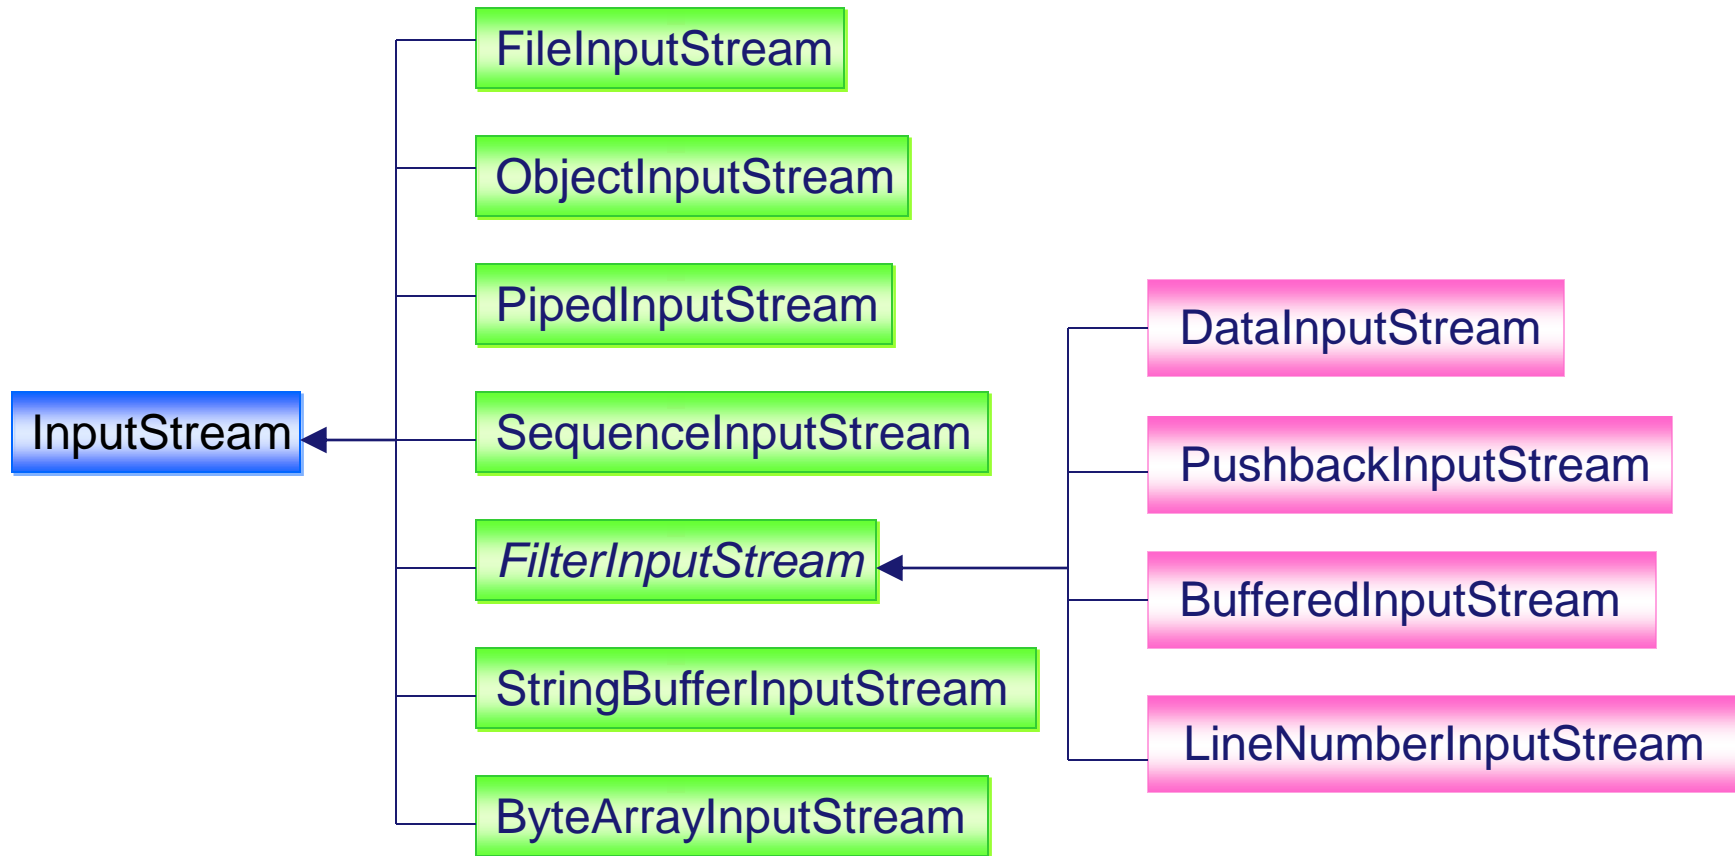 InputStream
FileInputStream
ObjectInputStream
PipedInputStream
SequenceInputStream
FilterInputStream
StringBufferInputStream
ByteArrayInputStream
DataInputStream
PushbackInputStream
BufferedInputStream
LineNumberInputStream